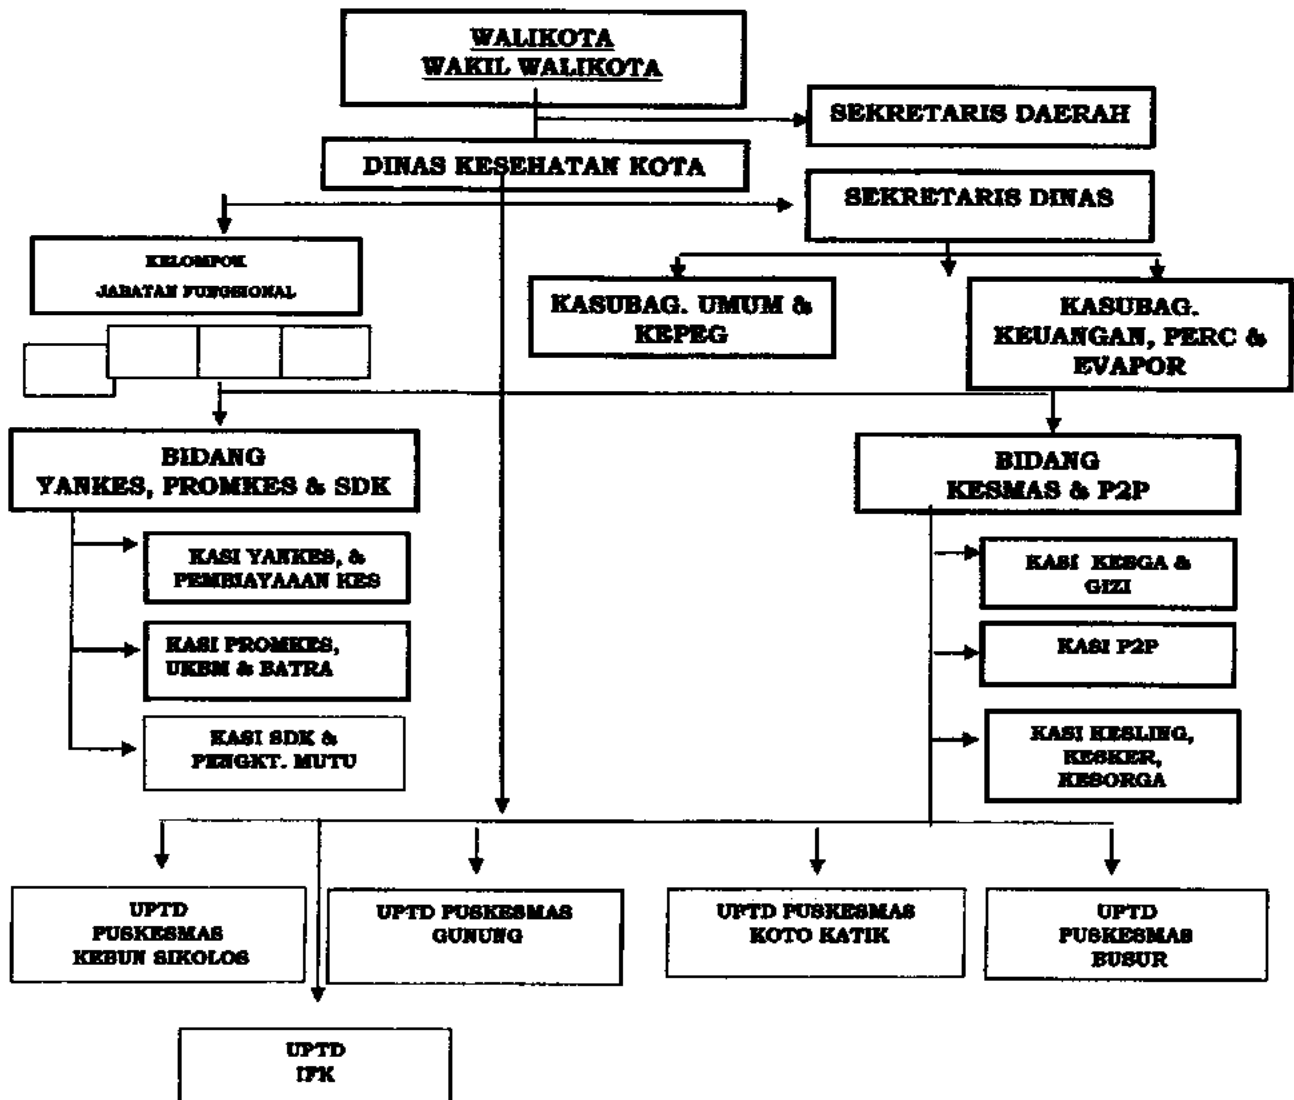 WALIKOTA
WAKIL WALIKOTA
SEKRETARIS DAERAH
DINAS KESEHATAN KOTA
SEKRETARIS DINAS
KELOMPOK
JABATAN FUNGSIONAL
KASUBAG. UMUM &
KEPEG
KASUBAG.
KEUANGAN, PERC &
EVAPOR
BIDANG
YANKES, PROMKES & SDK
BIDANG
KESMAS & P2P
KASI YANKES, &
PEMBIAYAAAN KES
KASI PROMKES,
UKBM & BATRA
KASI SDK &
PENGKT. MUTU
KASI KESGA &
GIZI
KASI P2P
KASI KESLING,
KESKER,
KESORGA
UPTD
PUSKESMAS
KEBUN SIKOLOS
UPTD PUSKESMAS
GUNUNG
UPTD PUSKESMAS
KOTO KATIK
UPTD
PUSKESMAS
BUSUR
UPTD
IFK